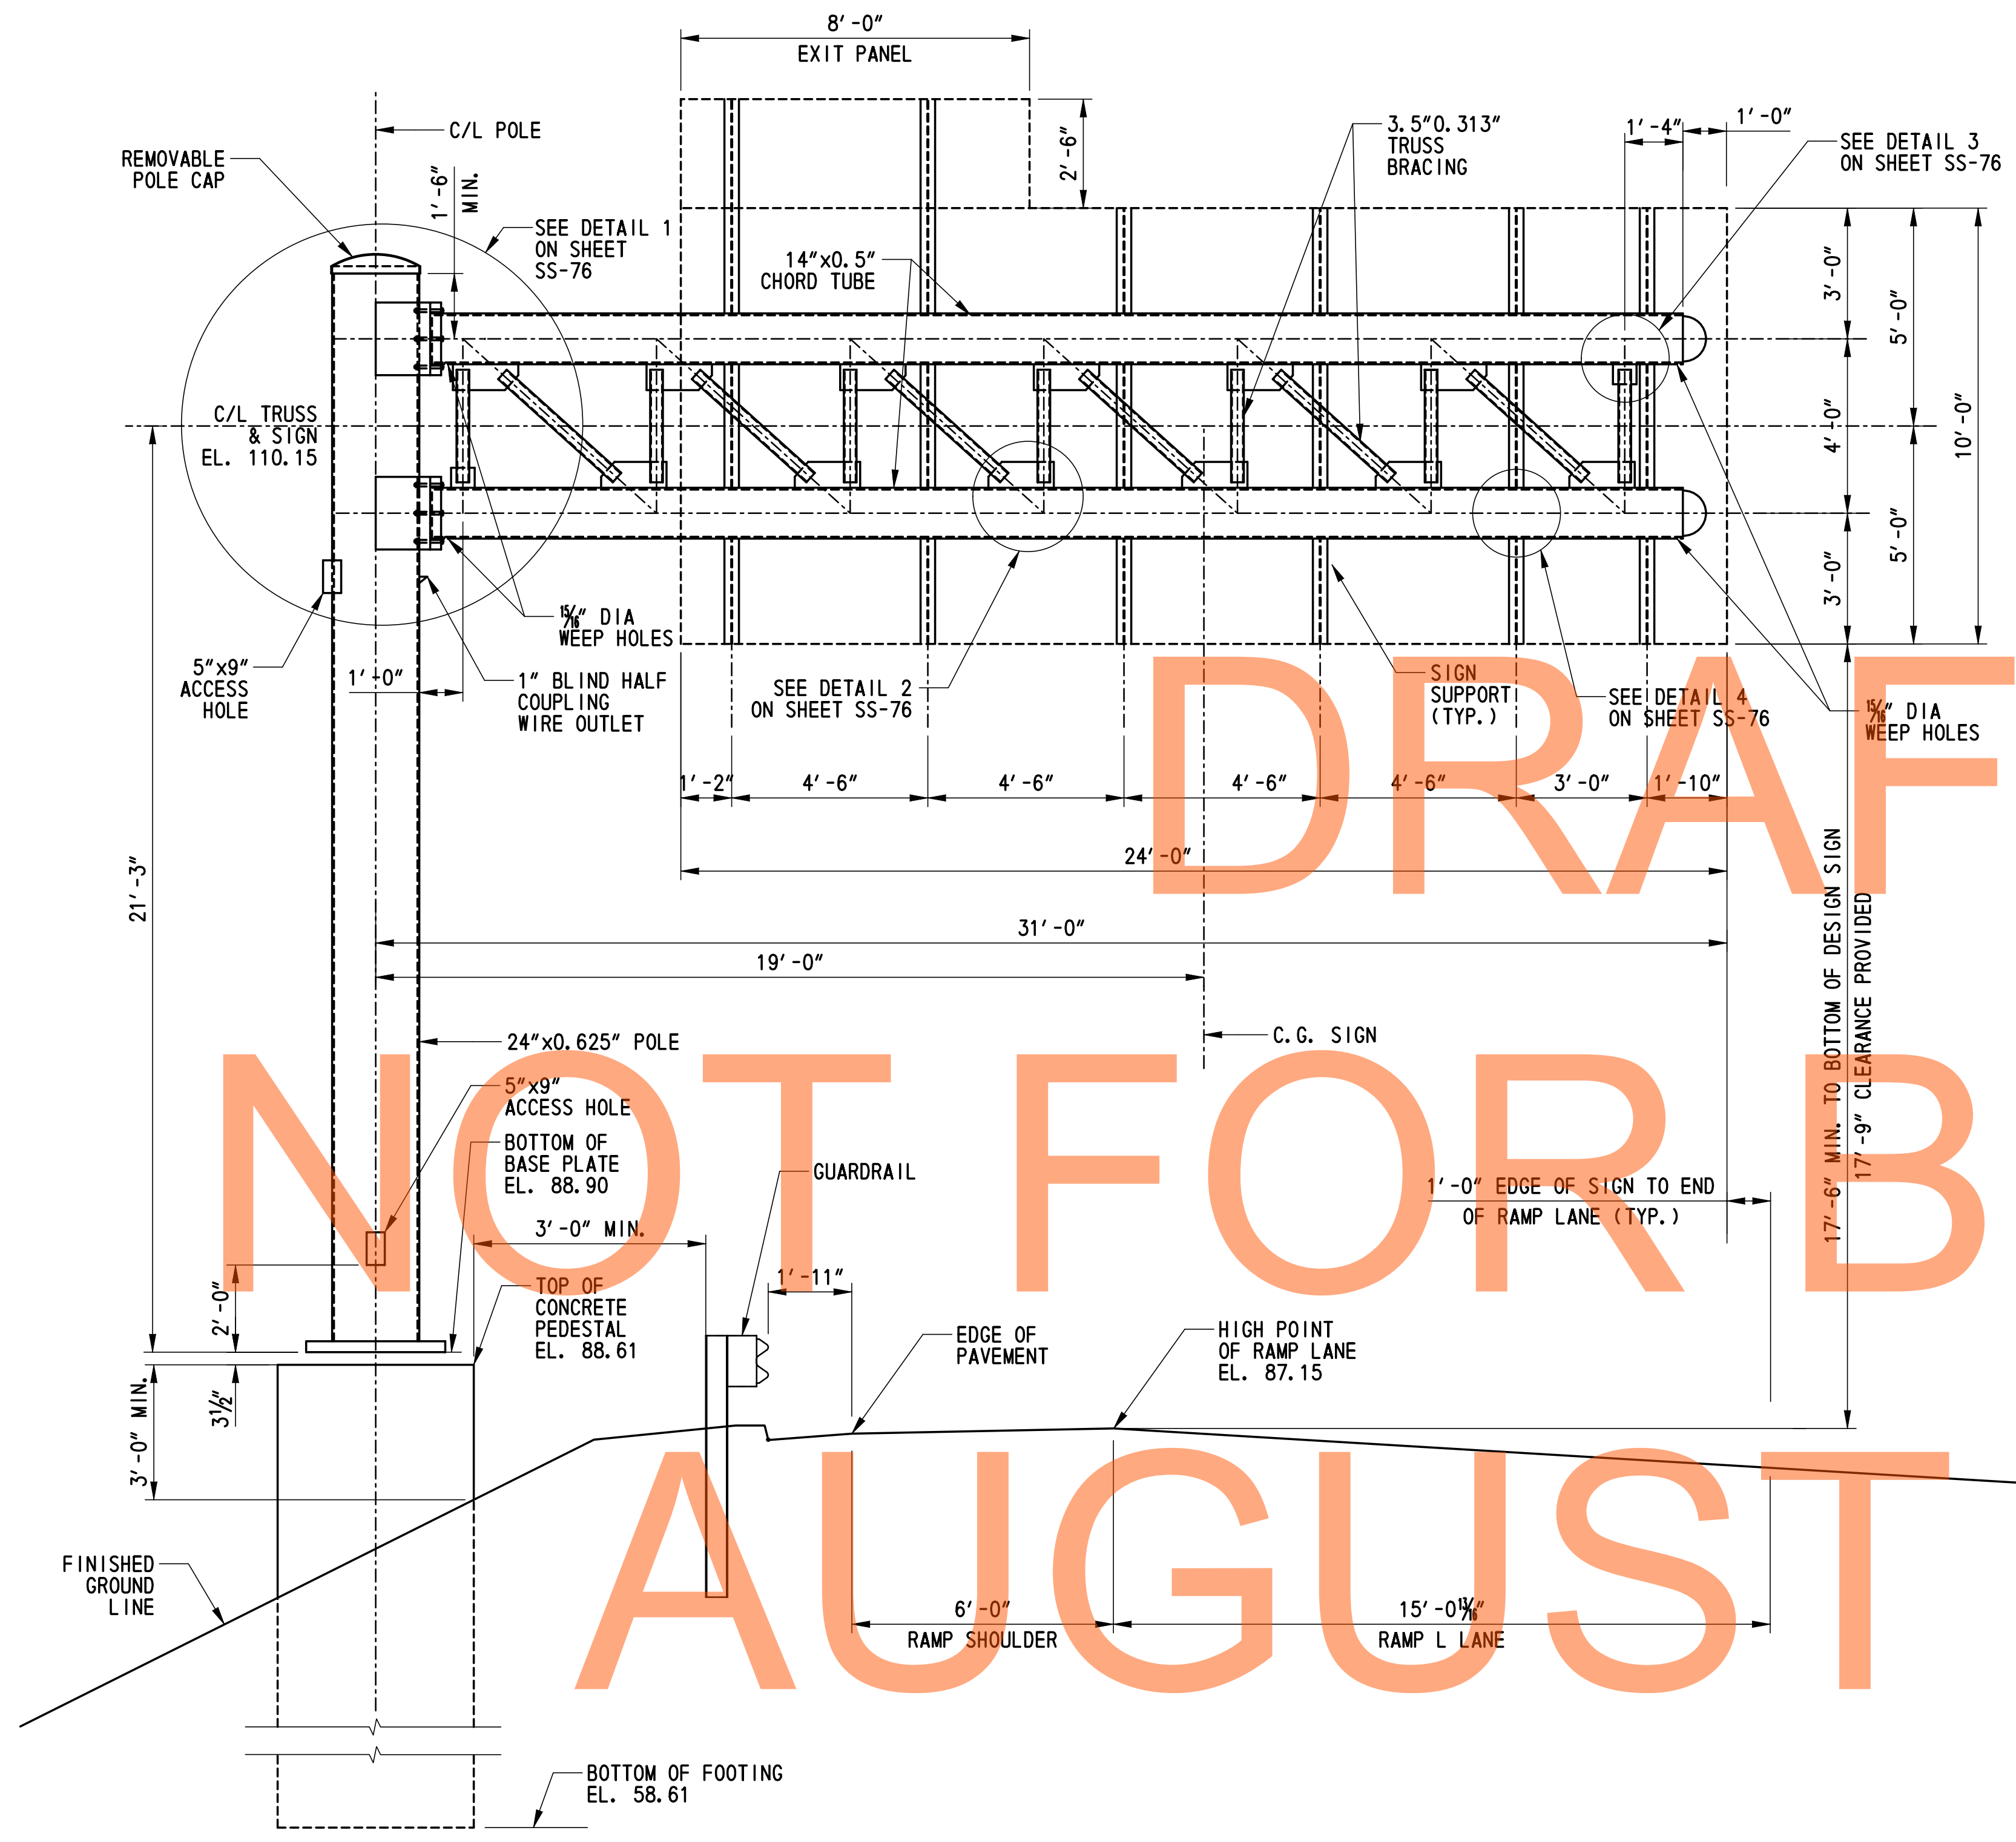 8'-0"
EXIT PANEL
C/L POLE
REMOVABLE
POLE CAP
1'-6"
MIN.
2'-6"
3.5"0.313"
TRUSS
BRACING
1'-4"
1'-0"
SEE DETAIL 3
ON SHEET SS-76
SEE DETAIL 1
ON SHEET
SS-76
14"x0.5"
CHORD TUBE
3'-0"
5'-0"
4'-0"
10'-0"
3'-0"
5'-0"
C/L TRUSS
& SIGN
EL. 110.15
15/16" DIA
WEEP HOLES
5"x9"
ACCESS
HOLE
1'-0"
1" BLIND HALF
COUPLING
WIRE OUTLET
SEE DETAIL 2
ON SHEET SS-76
SIGN
SUPPORT
(TYP.)
SEE DETAIL 4
ON SHEET SS-76
15/16" DIA
WEEP HOLES
1'-2"
4'-6"
4'-6"
4'-6"
4'-6"
3'-0"
1'-10"
24'-0"
31'-0"
19'-0"
21'-3"
17'-6" MIN. TO BOTTOM OF DESIGN SIGN
17'-9" CLEARANCE PROVIDED
C.G. SIGN
24"x0.625" POLE
5"x9"
ACCESS HOLE
BOTTOM OF
BASE PLATE
EL. 88.90
GUARDRAIL
3'-0" MIN.
1'-0" EDGE OF SIGN TO END
OF RAMP LANE (TYP.)
2'-0"
TOP OF
CONCRETE
PEDESTAL
EL. 88.61
1'-11"
EDGE OF
PAVEMENT
HIGH POINT
OF RAMP LANE
EL. 87.15
3'-0" MIN.
3½"
FINISHED
GROUND
LINE
6'-0"
RAMP SHOULDER
15'-0 13/16"
RAMP L LANE
BOTTOM OF FOOTING
EL. 58.61
DRAF
NOT FOR B
AUGUST